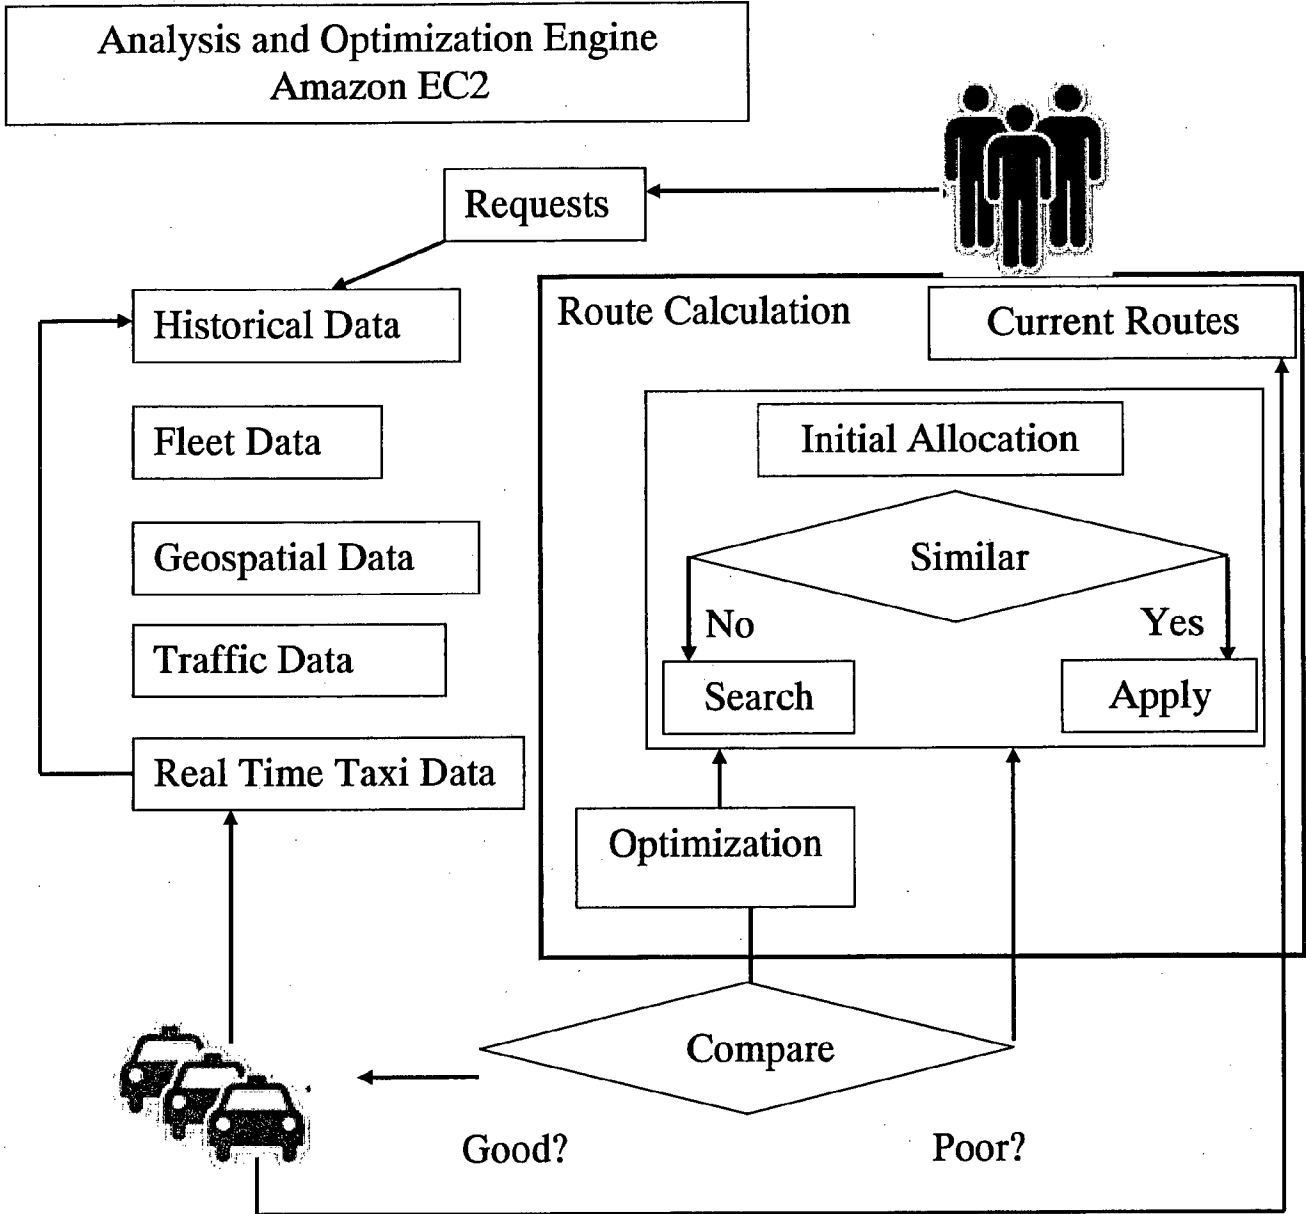 Analysis and Optimization Engine
Amazon EC2
Requests
Historical Data
Fleet Data
Geospatial Data
Traffic Data
Real Time Taxi Data
Route Calculation
Current Routes
Initial Allocation
Similar
No
Yes
Search
Apply
Optimization
Compare
Good?
Poor?